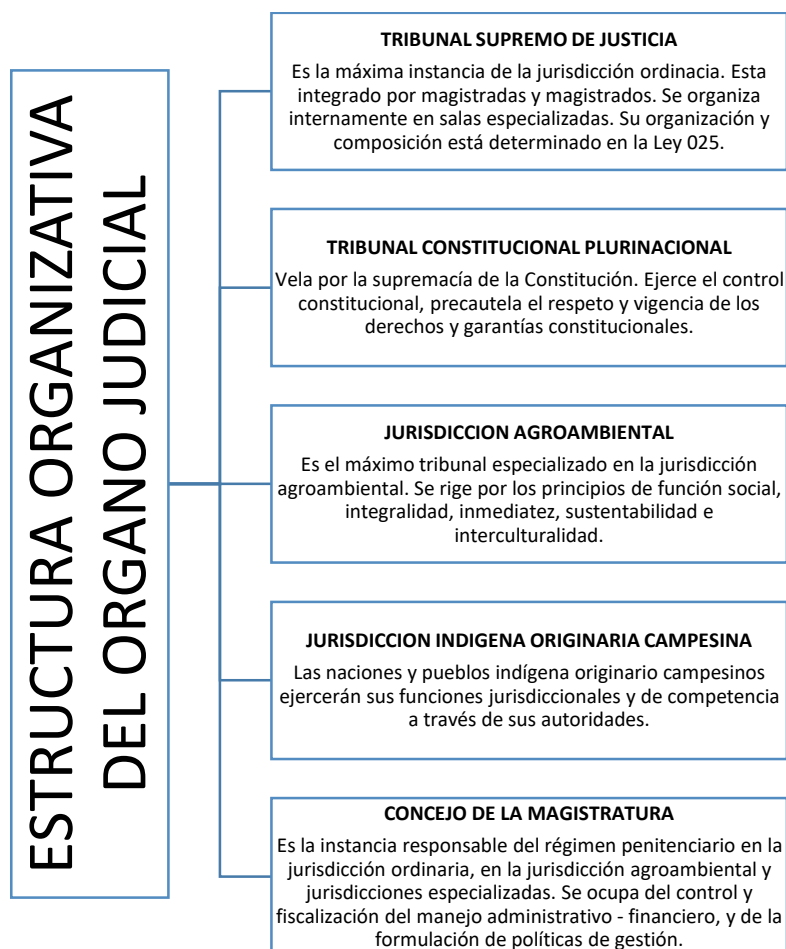 ESTRUCTURA ORGANIZATIVA
DEL ORGANO JUDICIAL
TRIBUNAL SUPREMO DE JUSTICIA
Es la máxima instancia de la jurisdicción ordinacia. Esta
integrado por magistradas y magistrados. Se organiza
internamente en salas especializadas. Su organización y
composición está determinado en la Ley 025.
TRIBUNAL CONSTITUCIONAL PLURINACIONAL
Vela por la supremacía de la Constitución. Ejerce el control
constitucional, precautela el respeto y vigencia de los
derechos y garantías constitucionales.
JURISDICCION AGROAMBIENTAL
Es el máximo tribunal especializado en la jurisdicción
agroambiental. Se rige por los principios de función social,
integralidad, inmediatez, sustentabilidad e
interculturalidad.
JURISDICCION INDIGENA ORIGINARIA CAMPESINA
Las naciones y pueblos indígena originario campesinos
ejercerán sus funciones jurisdiccionales y de competencia
a través de sus autoridades.
CONCEJO DE LA MAGISTRATURA
Es la instancia responsable del régimen penitenciario en la
jurisdicción ordinaria, en la jurisdicción agroambiental y
jurisdicciones especializadas. Se ocupa del control y
fiscalización del manejo administrativo - financiero, y de la
formulación de políticas de gestión.